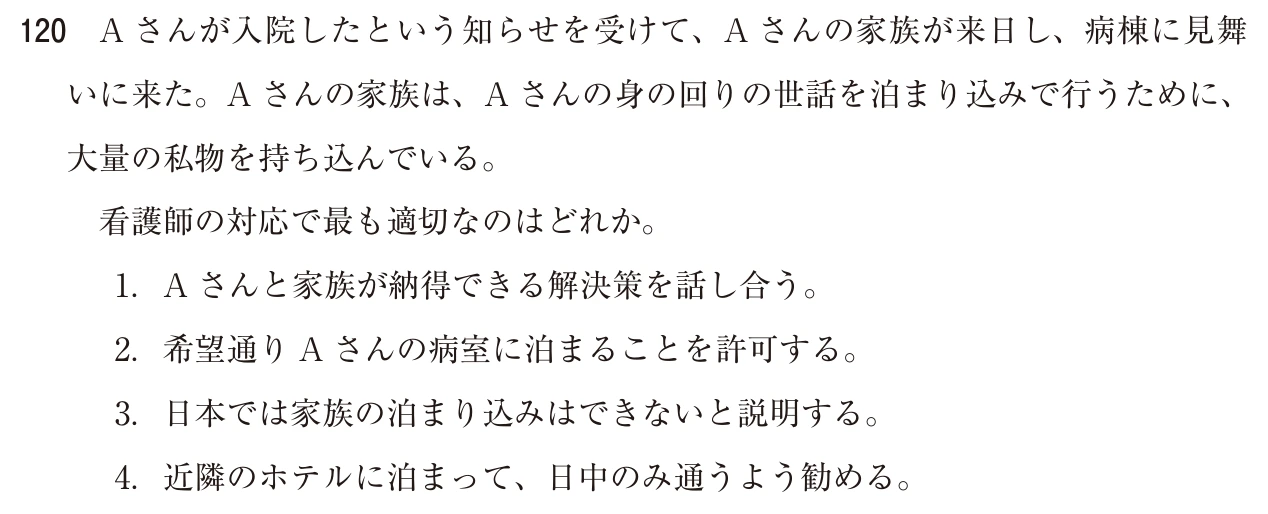 120 Aさんが入院したという知らせを受けて、Aさんの家族が来日し、病棟に見舞
いに来た。Aさんの家族は、Aさんの身の回りの世話を泊まり込みで行うために、
大量の私物を持ち込んでいる。
看護師の対応で最も適切なのはどれか。
1. Aさんと家族が納得できる解決策を話し合う。
2. 希望通りAさんの病室に泊まることを許可する。
3. 日本では家族の泊まり込みはできないと説明する。
4. 近隣のホテルに泊まって、日中のみ通うよう勧める。